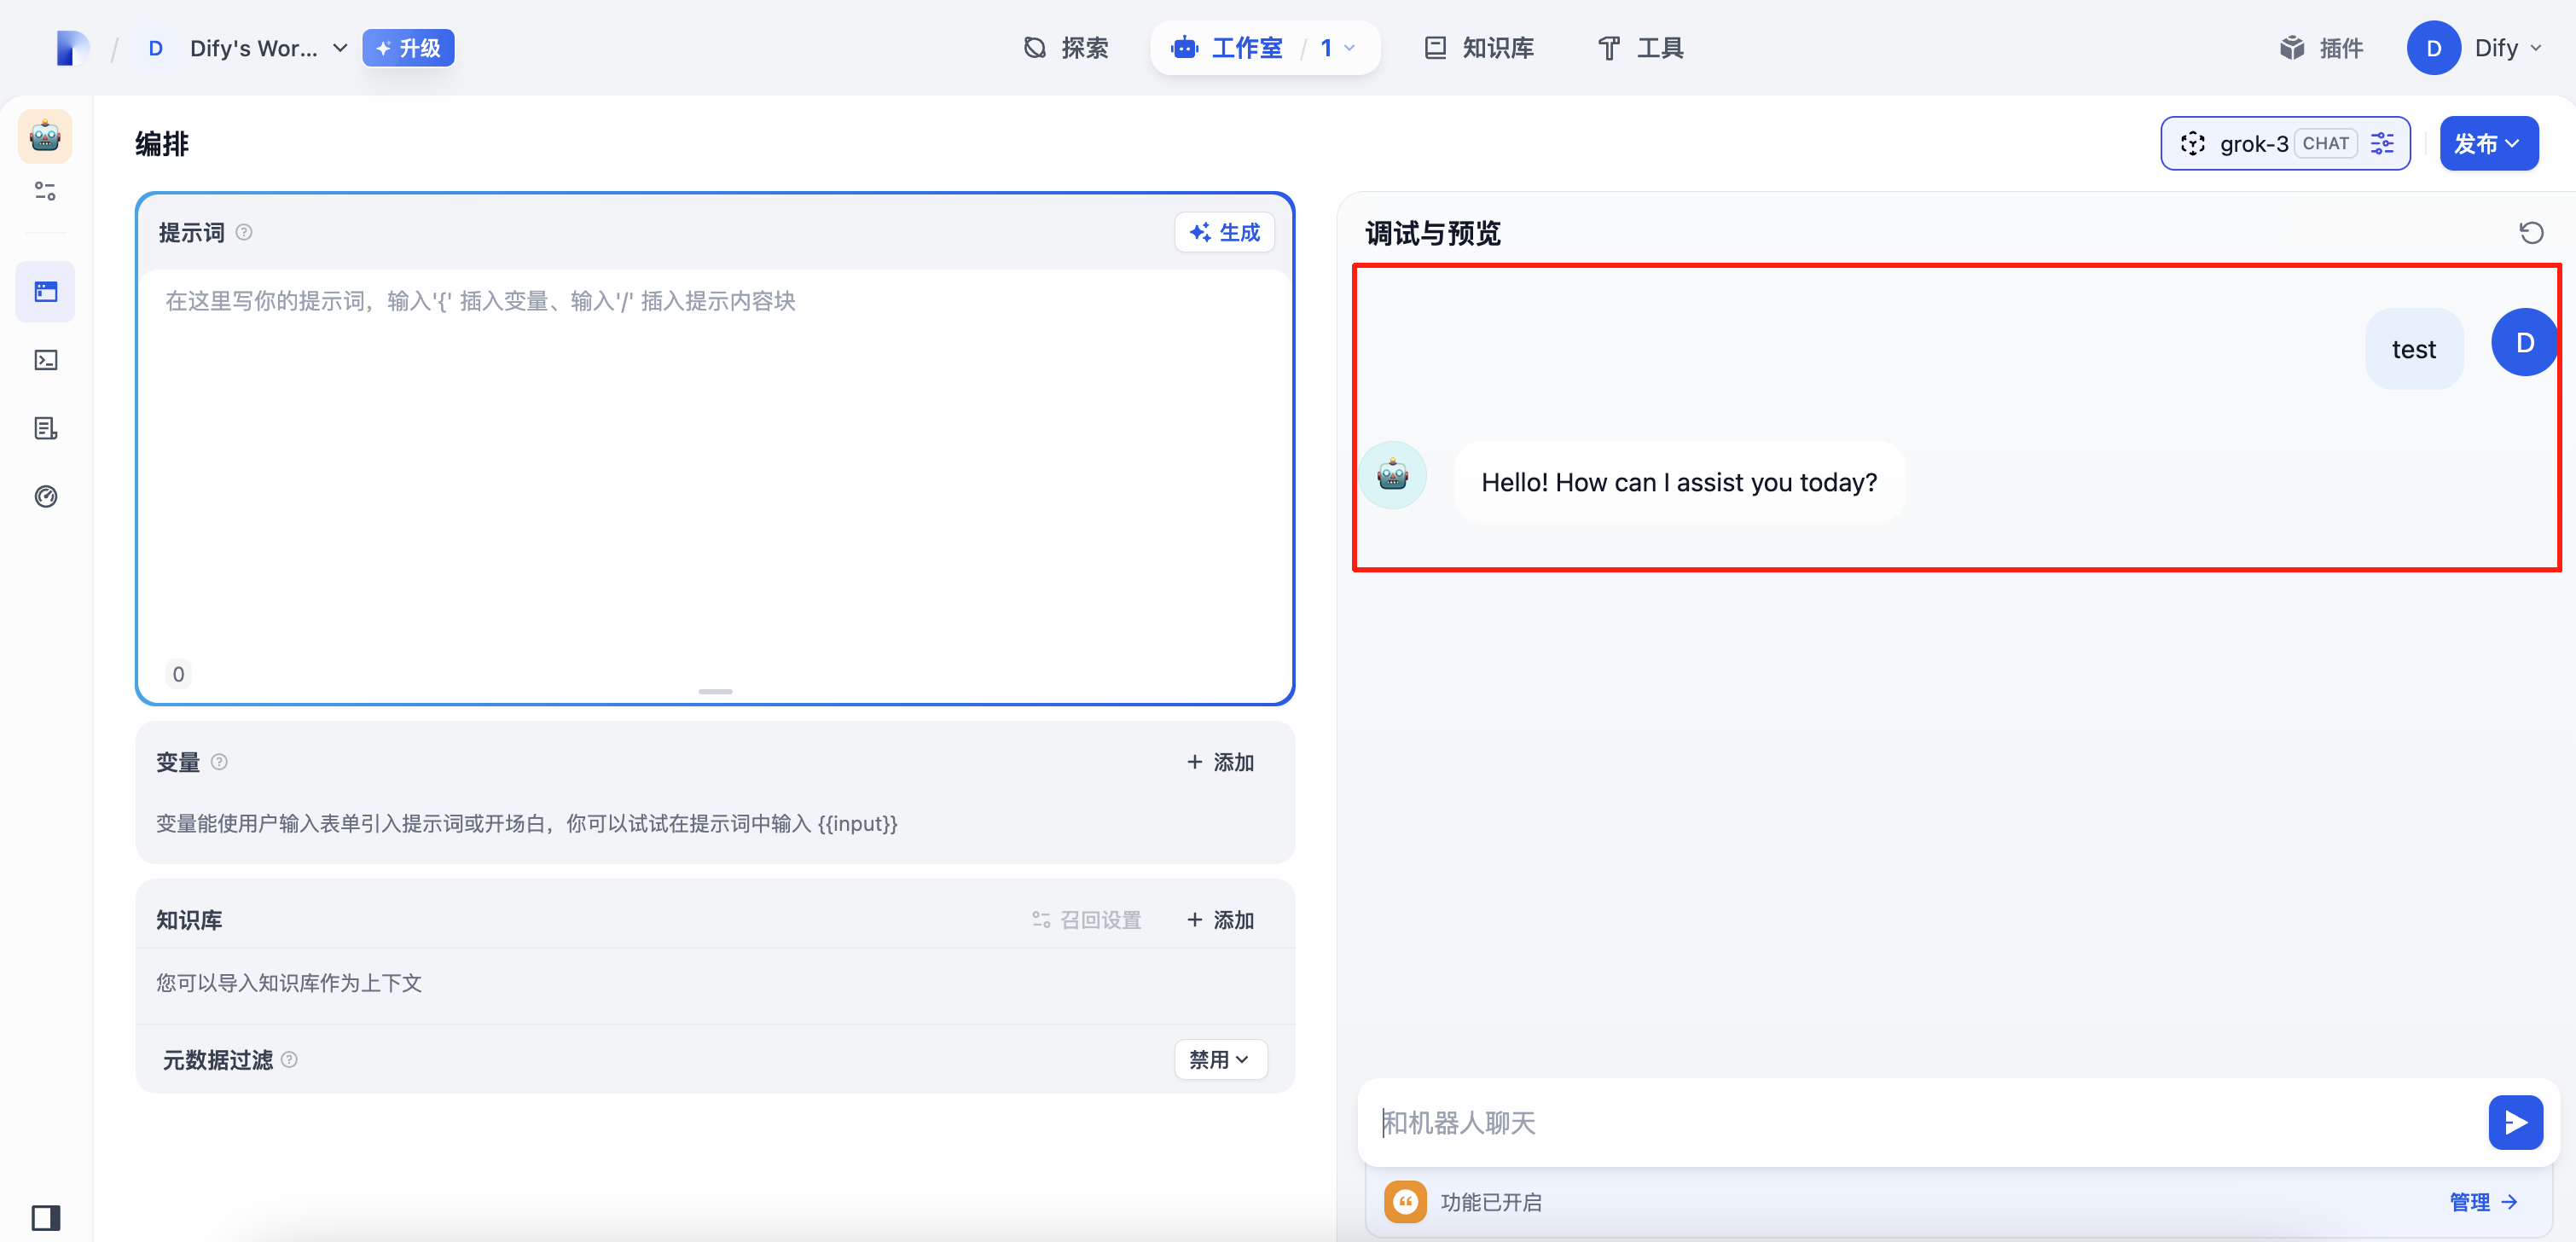 D Dify's Wor... 升级
探索
工作室 / 1
知识库
工具
插件
D Dify
编排
grok-3 CHAT
发布
提示词
生成
在这里写你的提示词，输入'{' 插入变量、输入'/' 插入提示内容块
0
变量
+ 添加
变量能使用户输入表单引入提示词或开场白，你可以试试在提示词中输入 {{input}}
知识库
召回设置
+ 添加
您可以导入知识库作为上下文
元数据过滤
禁用
调试与预览
test
D
Hello! How can I assist you today?
和机器人聊天
功能已开启
管理 →